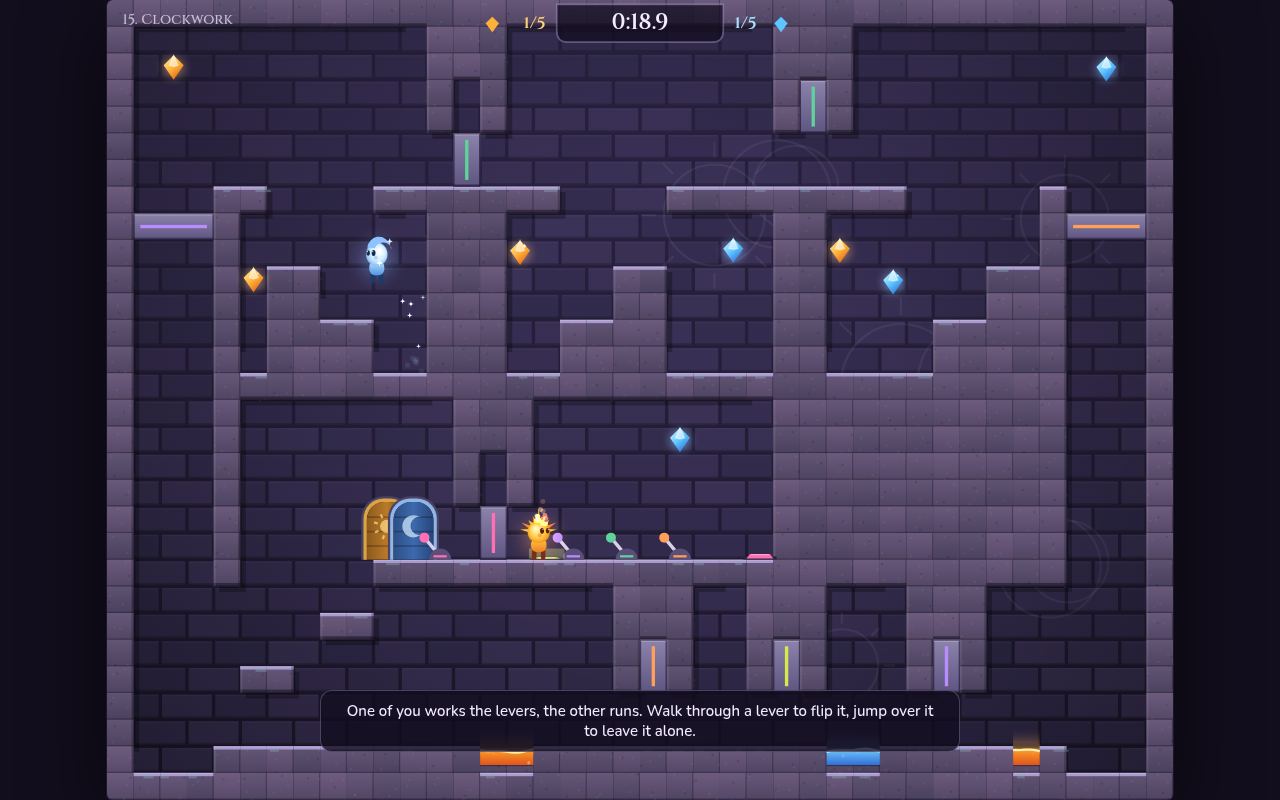 15. Clockwork
1/5
0:18.9
1/5
One of you works the levers, the other runs. Walk through a lever to flip it, jump over it
to leave it alone.